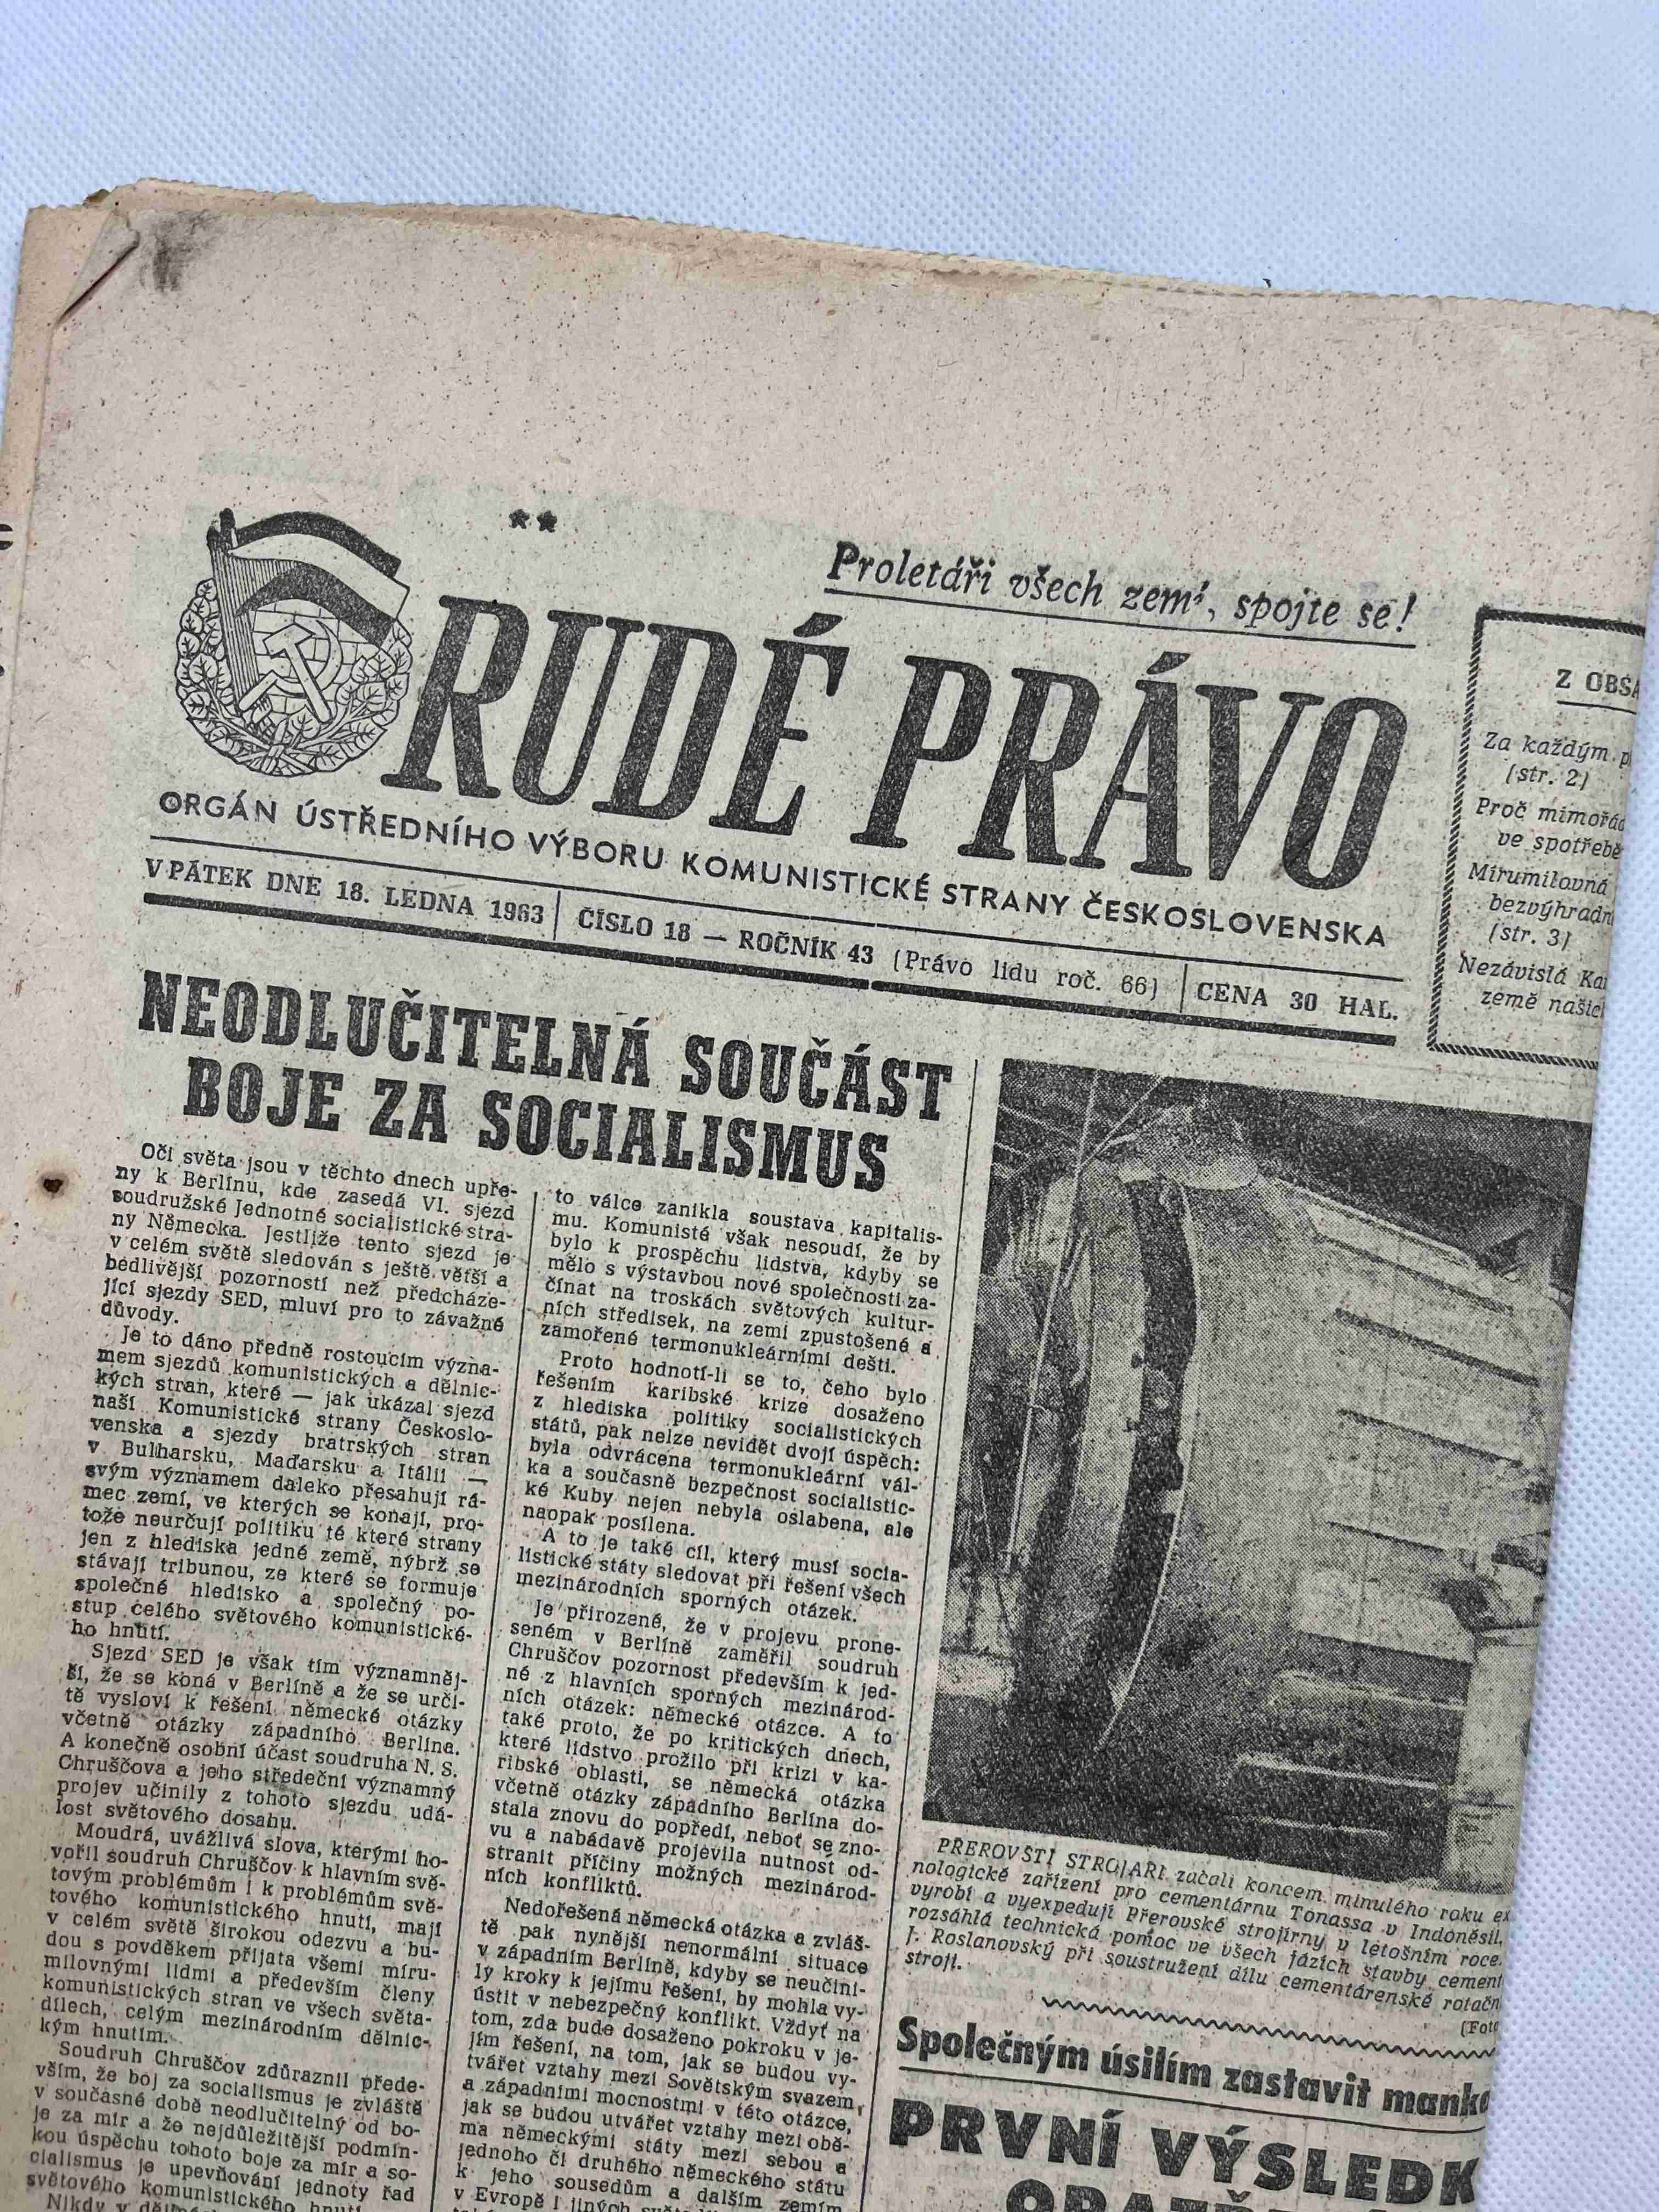 **
Proletáři všech zemí, spojte se!
RUDÉ PRÁVO
ORGÁN ÚSTŘEDNÍHO VÝBORU KOMUNISTICKÉ STRANY ČESKOSLOVENSKA
V PÁTEK DNE 18. LEDNA 1963
ČÍSLO 18 — ROČNÍK 43 (Právo lidu roč. 66)
CENA 30 HAL.
Z OBSA
Za každým
(str. 2)
Proč mimořád
ve spotřebě
Mírumilovná
bezvýhradn
(str. 3)
Nezávislá
země našich
NEODLUČITELNÁ SOUČÁST
BOJE ZA SOCIALISMUS
Oči světa jsou v těchto dnech upře-
ny k Berlínu, kde zasedá VI. sjezd
soudružské Jednotné socialistické stra-
ny Německa. Jestliže tento sjezd je
v celém světě sledován s ještě větší a
bedlivější pozorností než předcháze-
jící sjezdy SED, mluví pro to závažné
důvody.
Je to dáno předně rostoucím význa-
mem sjezdů komunistických a dělnic-
kých stran, které — jak ukázal sjezd
naší Komunistické strany Českoslo-
venska a sjezdy bratrských stran
v Bulharsku, Maďarsku a Itálii —
svým významem daleko přesahují rá-
mec zemí, ve kterých se konají, pro-
tože neurčují politiku té které strany
jen z hlediska jedné země, nýbrž se
stávají tribunou, ze které se formuje
společné hledisko a společný po-
stup celého světového komunistické-
ho hnutí.
Sjezd SED je však tím významněj-
ší, že se koná v Berlíně a že se urči-
tě vysloví k řešení německé otázky
včetně otázky západního Berlína.
A konečně osobní účast soudruha N. S.
Chruščova a jeho středeční významný
projev učinily z tohoto sjezdu udá-
lost světového dosahu.
Moudrá, uvážlivá slova, kterými ho-
vořil soudruh Chruščov k hlavním svě-
tovým problémům i k problémům svě-
tového komunistického hnutí, mají
v celém světě širokou odezvu a bu-
dou s povděkem přijata všemi míru-
milovnými lidmi a především členy
komunistických stran ve všech světa-
dílech, celým mezinárodním dělnic-
kým hnutím.
Soudruh Chruščov zdůraznil přede-
vším, že boj za socialismus je zvláště
v současné době neodlučitelný od bo-
je za mír a že nejdůležitější podmín-
kou úspěchu tohoto boje za mír a so-
cialismus je upevňování jednoty řad
světového komunistického hnutí.
Nikdy v
to válce zanikla soustava kapitalis-
mu. Komunisté však nesoudí, že by
bylo k prospěchu lidstva, kdyby se
mělo s výstavbou nové společnosti za-
čínat na troskách světových kultur-
ních středisek, na zemi zpustošené a
zamořené termonukleárními dešti.
Proto hodnotí-li se to, čeho bylo
řešením karibské krize dosaženo
z hlediska politiky socialistických
států, pak nelze nevidět dvojí úspěch:
byla odvrácena termonukleární vál-
ka a současně bezpečnost socialistic-
ké Kuby nejen nebyla oslabena, ale
naopak posílena.
A to je také cíl, který musí socia-
listické státy sledovat při řešení všech
mezinárodních sporných otázek.
Je přirozené, že v projevu prone-
seném v Berlíně zaměřil soudruh
Chruščov pozornost především k jed-
né z hlavních sporných mezinárod-
ních otázek: německé otázce. A to
také proto, že po kritických dnech,
které lidstvo prožilo při krizi v ka-
ribské oblasti, se německá otázka
včetně otázky západního Berlína do-
stala znovu do popředí, neboť se zno-
vu a nabádavě projevila nutnost od-
stranit příčiny možných mezinárod-
ních konfliktů.
Nedořešená německá otázka a zvláš-
tě pak nynější nenormální situace
v západním Berlíně, kdyby se neučini-
ly kroky k jejímu řešení, by mohla vy-
ústit v nebezpečný konflikt. Vždyť na
tom, zda bude dosaženo pokroku v je-
jím řešení, na tom, jak se budou vy-
tvářet vztahy mezi Sovětským svazem
a západními mocnostmi v této otázce,
jak se budou utvářet vztahy mezi obě-
ma německými státy mezi sebou a
jednoho či druhého německého státu
k jeho sousedům a dalším zemím
v Evropě i jiných
PŘEROVŠTÍ STROJAŘI začali koncem minulého roku ex
nologické zařízení pro cementárnu Tonassa v Indonésii,
vyrobí a vyexpedují Přerovské strojírny v letošním roce.
rozsáhlá technická pomoc ve všech fázích stavby cement
J. Roslanovský při soustružení dílu cementárenské rotačn
stroji.
(Foto
Společným úsilím zastavit mank
PRVNÍ VÝSLEDK